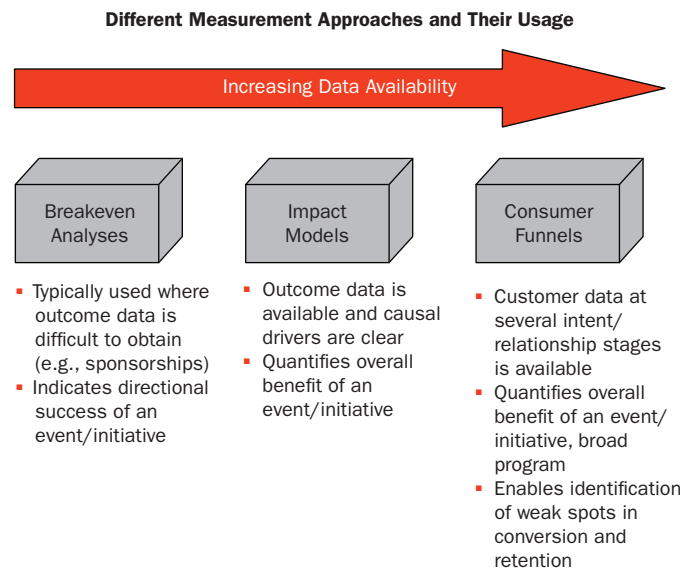 Different Measurement Approaches and Their Usage
Increasing Data Availability
Breakeven
Analyses
▪ Typically used where
outcome data is
difficult to obtain
(e.g., sponsorships)
▪ Indicates directional
success of an
event/initiative
Impact
Models
▪ Outcome data is
available and causal
drivers are clear
▪ Quantifies overall
benefit of an
event/initiative
Consumer
Funnels
▪ Customer data at
several intent/
relationship stages
is available
▪ Quantifies overall
benefit of an event/
initiative, broad
program
▪ Enables identification
of weak spots in
conversion and
retention